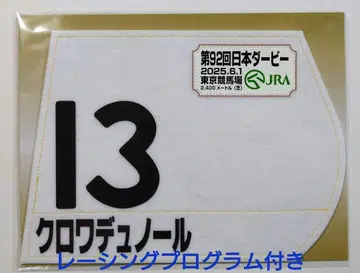 第92回日本ダービー
2025.6.1
東京競馬場
2,400メートル(芝)
JRA
13
クロワデュノール
レーシングプログラム付き